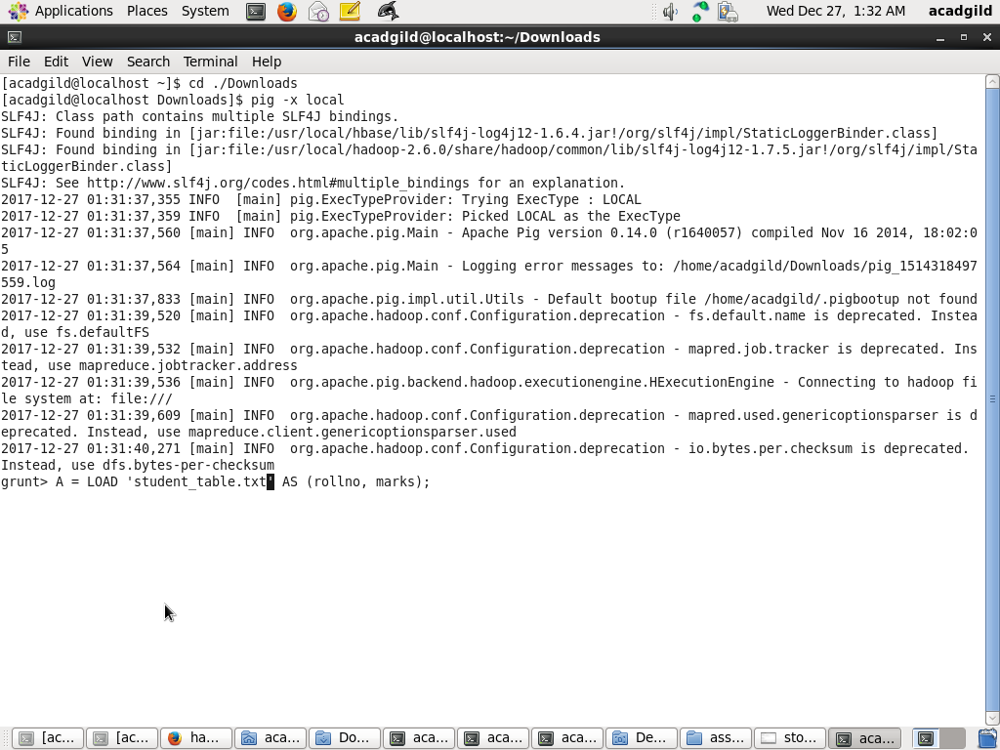 Applications Places System Wed Dec 27, 1:32 AM acadgild
acadgild@localhost:~/Downloads
File Edit View Search Terminal Help
[acadgild@localhost ~]$ cd ./Downloads
[acadgild@localhost Downloads]$ pig -x local
SLF4J: Class path contains multiple SLF4J bindings.
SLF4J: Found binding in [jar:file:/usr/local/hbase/lib/slf4j-log4j12-1.6.4.jar!/org/slf4j/impl/StaticLoggerBinder.class]
SLF4J: Found binding in [jar:file:/usr/local/hadoop-2.6.0/share/hadoop/common/lib/slf4j-log4j12-1.7.5.jar!/org/slf4j/impl/Sta
ticLoggerBinder.class]
SLF4J: See http://www.slf4j.org/codes.html#multiple_bindings for an explanation.
2017-12-27 01:31:37,355 INFO  [main] pig.ExecTypeProvider: Trying ExecType : LOCAL
2017-12-27 01:31:37,359 INFO  [main] pig.ExecTypeProvider: Picked LOCAL as the ExecType
2017-12-27 01:31:37,560 [main] INFO  org.apache.pig.Main - Apache Pig version 0.14.0 (r1640057) compiled Nov 16 2014, 18:02:0
5
2017-12-27 01:31:37,564 [main] INFO  org.apache.pig.Main - Logging error messages to: /home/acadgild/Downloads/pig_1514318497
559.log
2017-12-27 01:31:37,833 [main] INFO  org.apache.pig.impl.util.Utils - Default bootup file /home/acadgild/.pigbootup not found
2017-12-27 01:31:39,520 [main] INFO  org.apache.hadoop.conf.Configuration.deprecation - fs.default.name is deprecated. Instea
d, use fs.defaultFS
2017-12-27 01:31:39,532 [main] INFO  org.apache.hadoop.conf.Configuration.deprecation - mapred.job.tracker is deprecated. Ins
tead, use mapreduce.jobtracker.address
2017-12-27 01:31:39,536 [main] INFO  org.apache.pig.backend.hadoop.executionengine.HExecutionEngine - Connecting to hadoop fi
le system at: file:///
2017-12-27 01:31:39,609 [main] INFO  org.apache.hadoop.conf.Configuration.deprecation - mapred.used.genericoptionsparser is d
eprecated. Instead, use mapreduce.client.genericoptionsparser.used
2017-12-27 01:31:40,271 [main] INFO  org.apache.hadoop.conf.Configuration.deprecation - io.bytes.per.checksum is deprecated.
Instead, use dfs.bytes-per-checksum
grunt> A = LOAD 'student_table.txt' AS (rollno, marks);
[ac... [ac... ha... aca... Do... aca... aca... aca... De... ass... sto... aca...